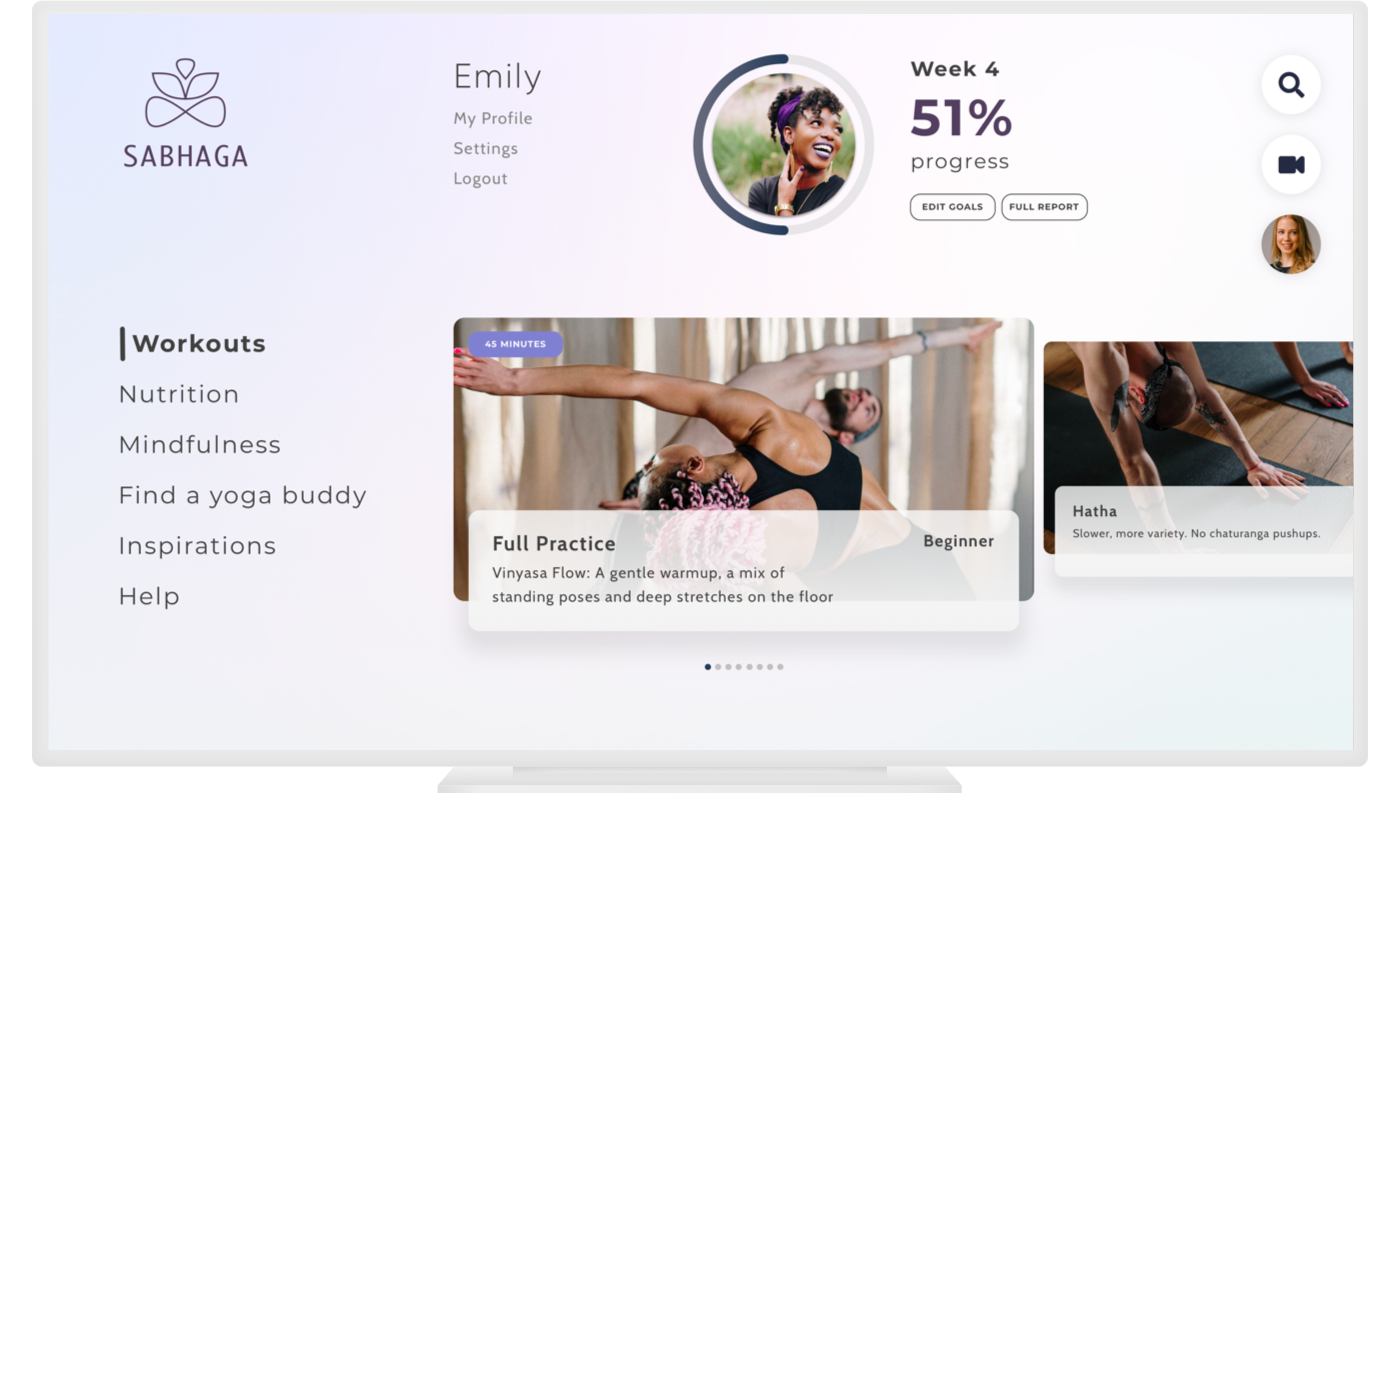 SABHAGA
Emily
My Profile
Settings
Logout
Week 4
51%
progress
EDIT GOALS
FULL REPORT
Workouts
Nutrition
Mindfulness
Find a yoga buddy
Inspirations
Help
45 MINUTES
Full Practice
Beginner
Vinyasa Flow: A gentle warmup, a mix of
standing poses and deep stretches on the floor
Hatha
Slower, more variety. No chaturanga pushups.